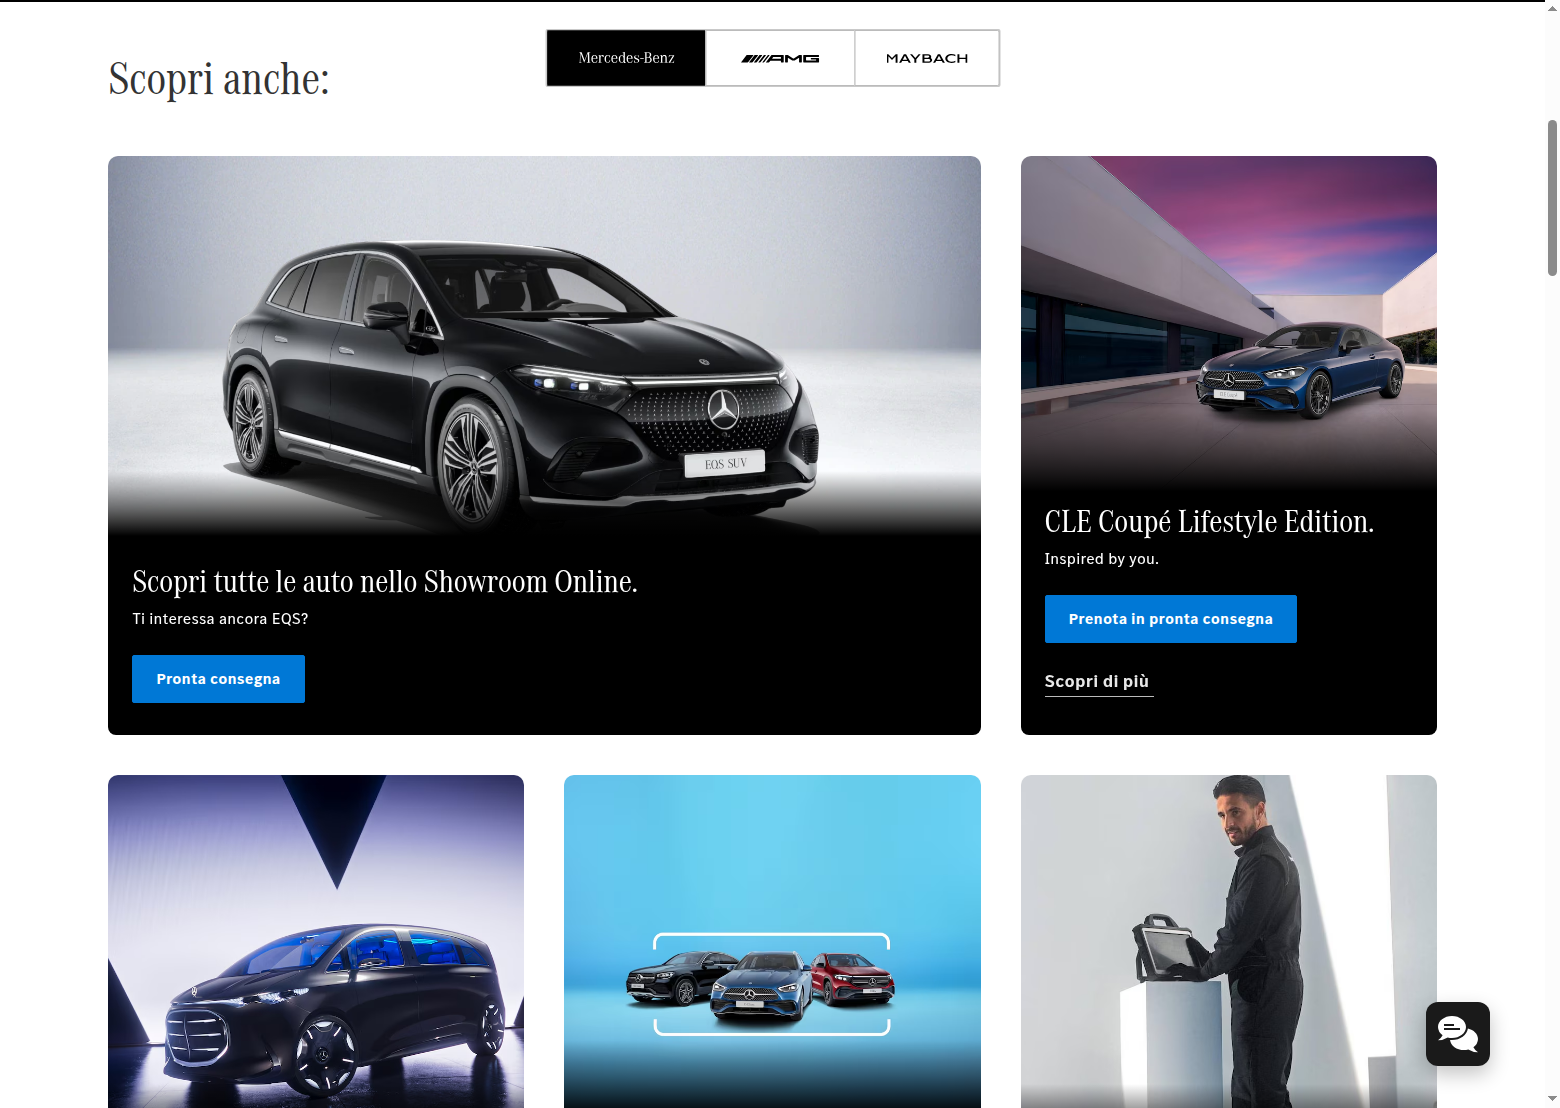 Mercedes-Benz
AMG
MAYBACH
Scopri anche:
EQS SUV
Scopri tutte le auto nello Showroom Online.
Ti interessa ancora EQS?
Pronta consegna
CLE Coupé Lifestyle Edition.
Inspired by you.
Prenota in pronta consegna
Scopri di più